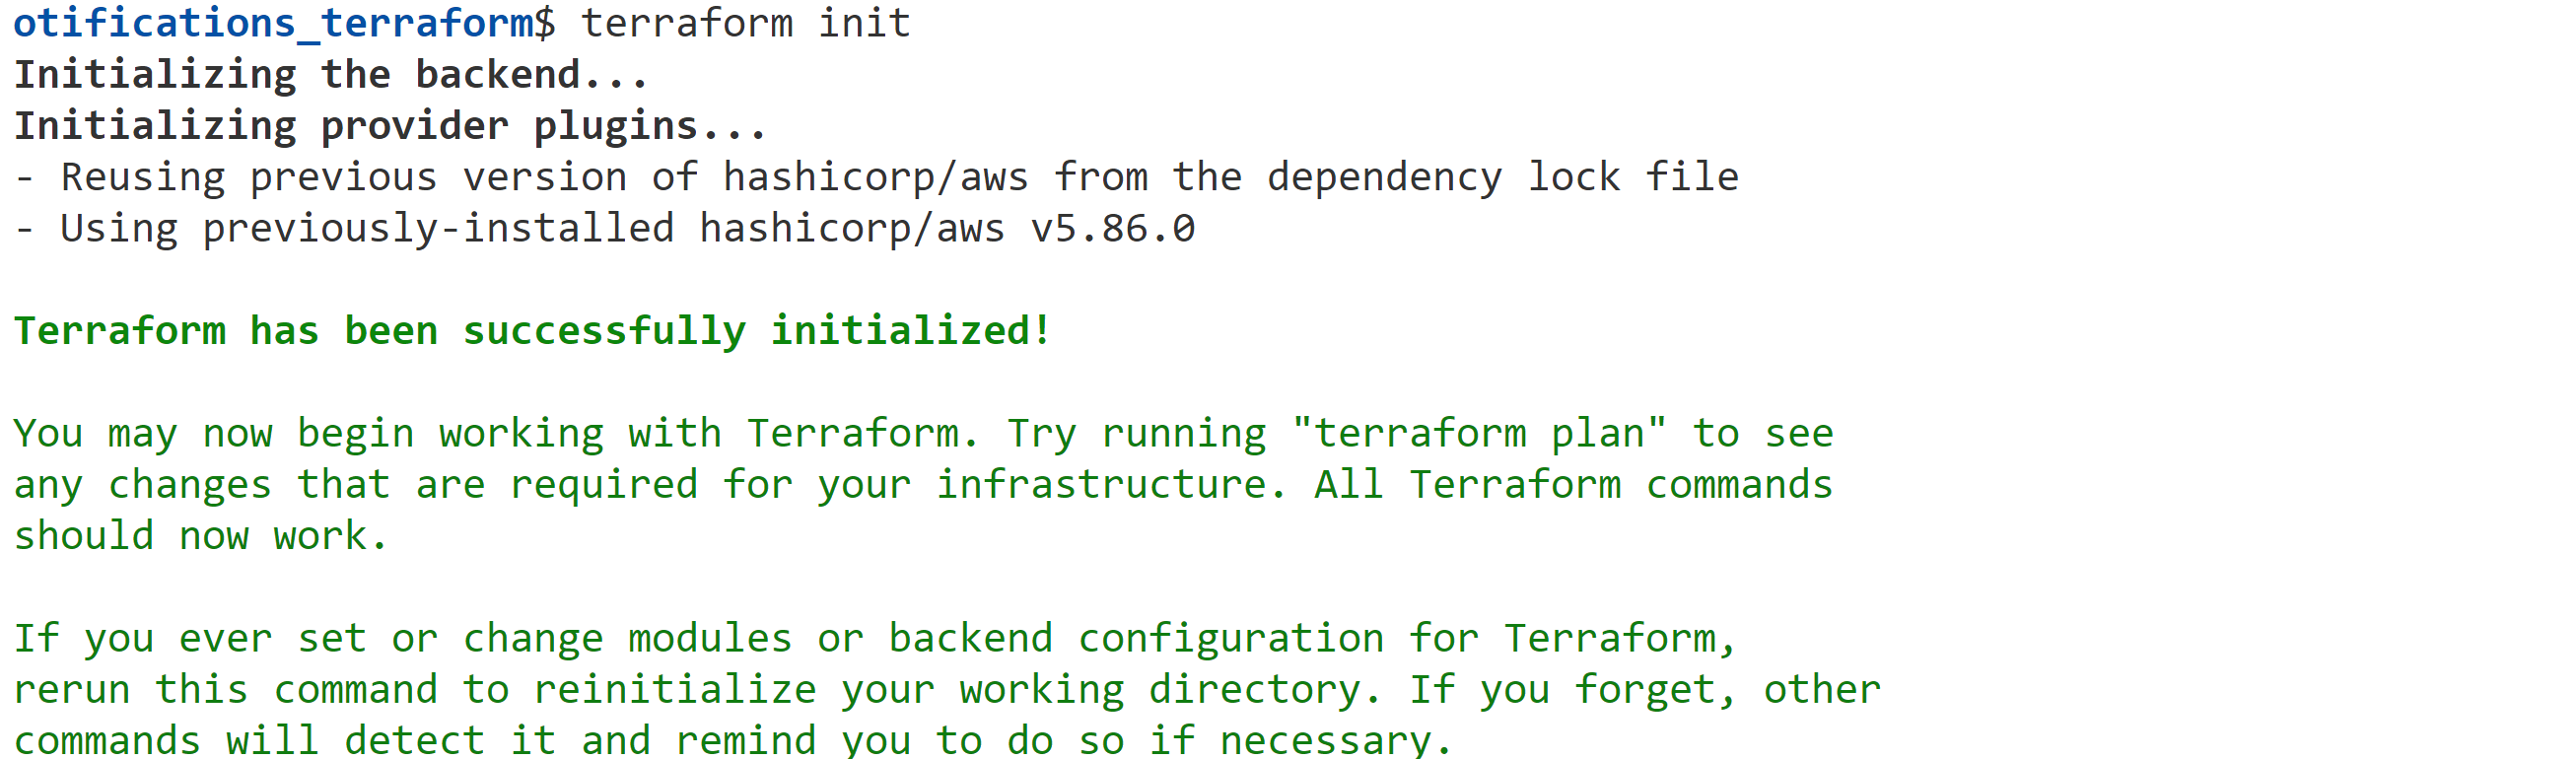 otifications_terraform$ terraform init
Initializing the backend...
Initializing provider plugins...
- Reusing previous version of hashicorp/aws from the dependency lock file
- Using previously-installed hashicorp/aws v5.86.0
Terraform has been successfully initialized!
You may now begin working with Terraform. Try running "terraform plan" to see
any changes that are required for your infrastructure. All Terraform commands
should now work.
If you ever set or change modules or backend configuration for Terraform,
rerun this command to reinitialize your working directory. If you forget, other
commands will detect it and remind you to do so if necessary.